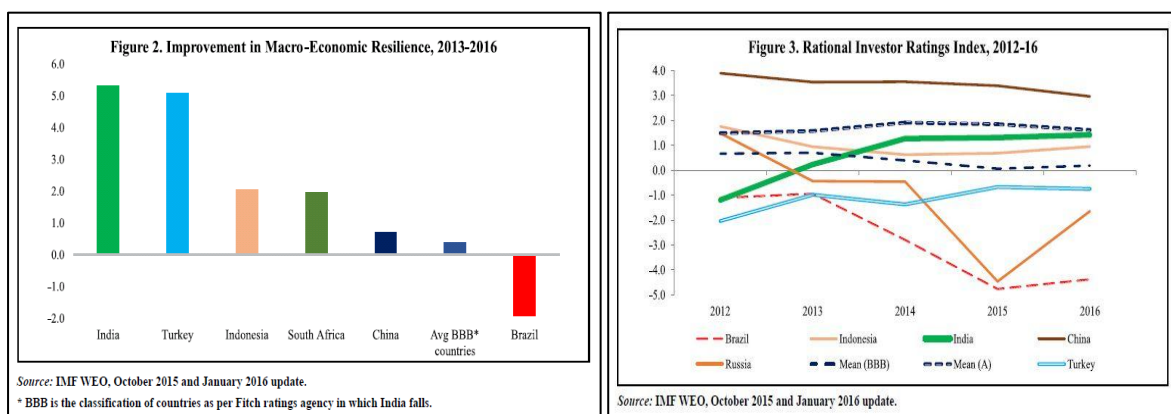 Figure 2. Improvement in Macro-Economic Resilience, 2013-2016
6.0
5.0
4.0
3.0
2.0
1.0
0.0
-1.0
-2.0
India Turkey Indonesia South Africa China Avg BBB* Brazil
countries
Source: IMF WEO, October 2015 and January 2016 update.
* BBB is the classification of countries as per Fitch ratings agency in which India falls.
Figure 3. Rational Investor Ratings Index, 2012-16
4.0
3.0
2.0
1.0
0.0
-1.0
-2.0
-3.0
-4.0
-5.0
2012 2013 2014 2015 2016
Brazil Indonesia India China
Russia Mean (BBB) Mean (A) Turkey
Source: IMF WEO, October 2015 and January 2016 update.